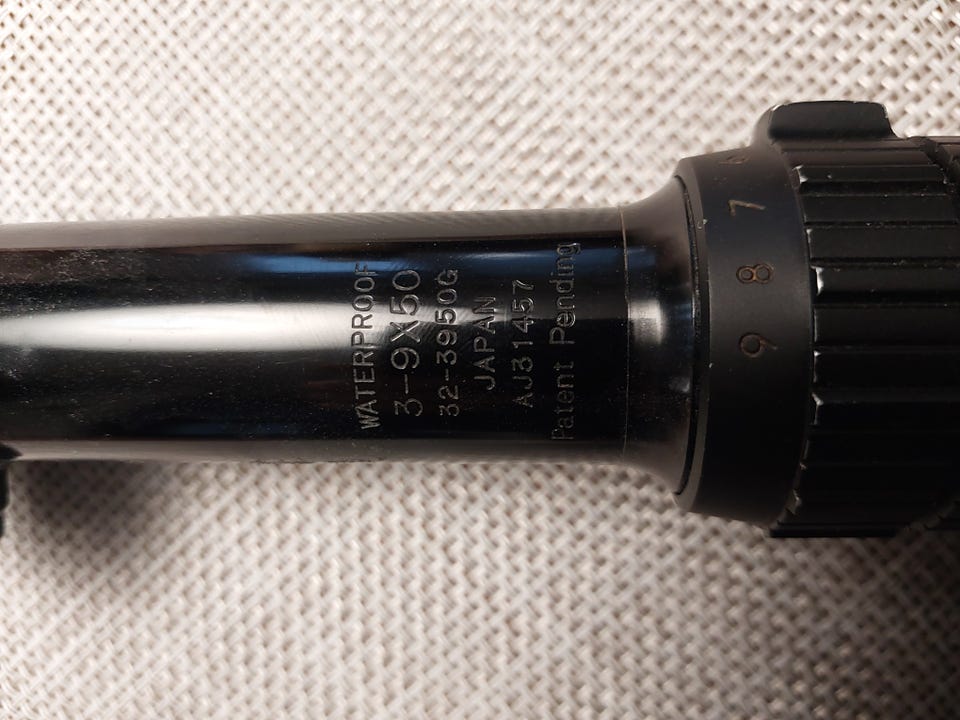 WATERPROOF
3-9X50
32-3950G
JAPAN
AJ31457
Patent Pending
7
8
9